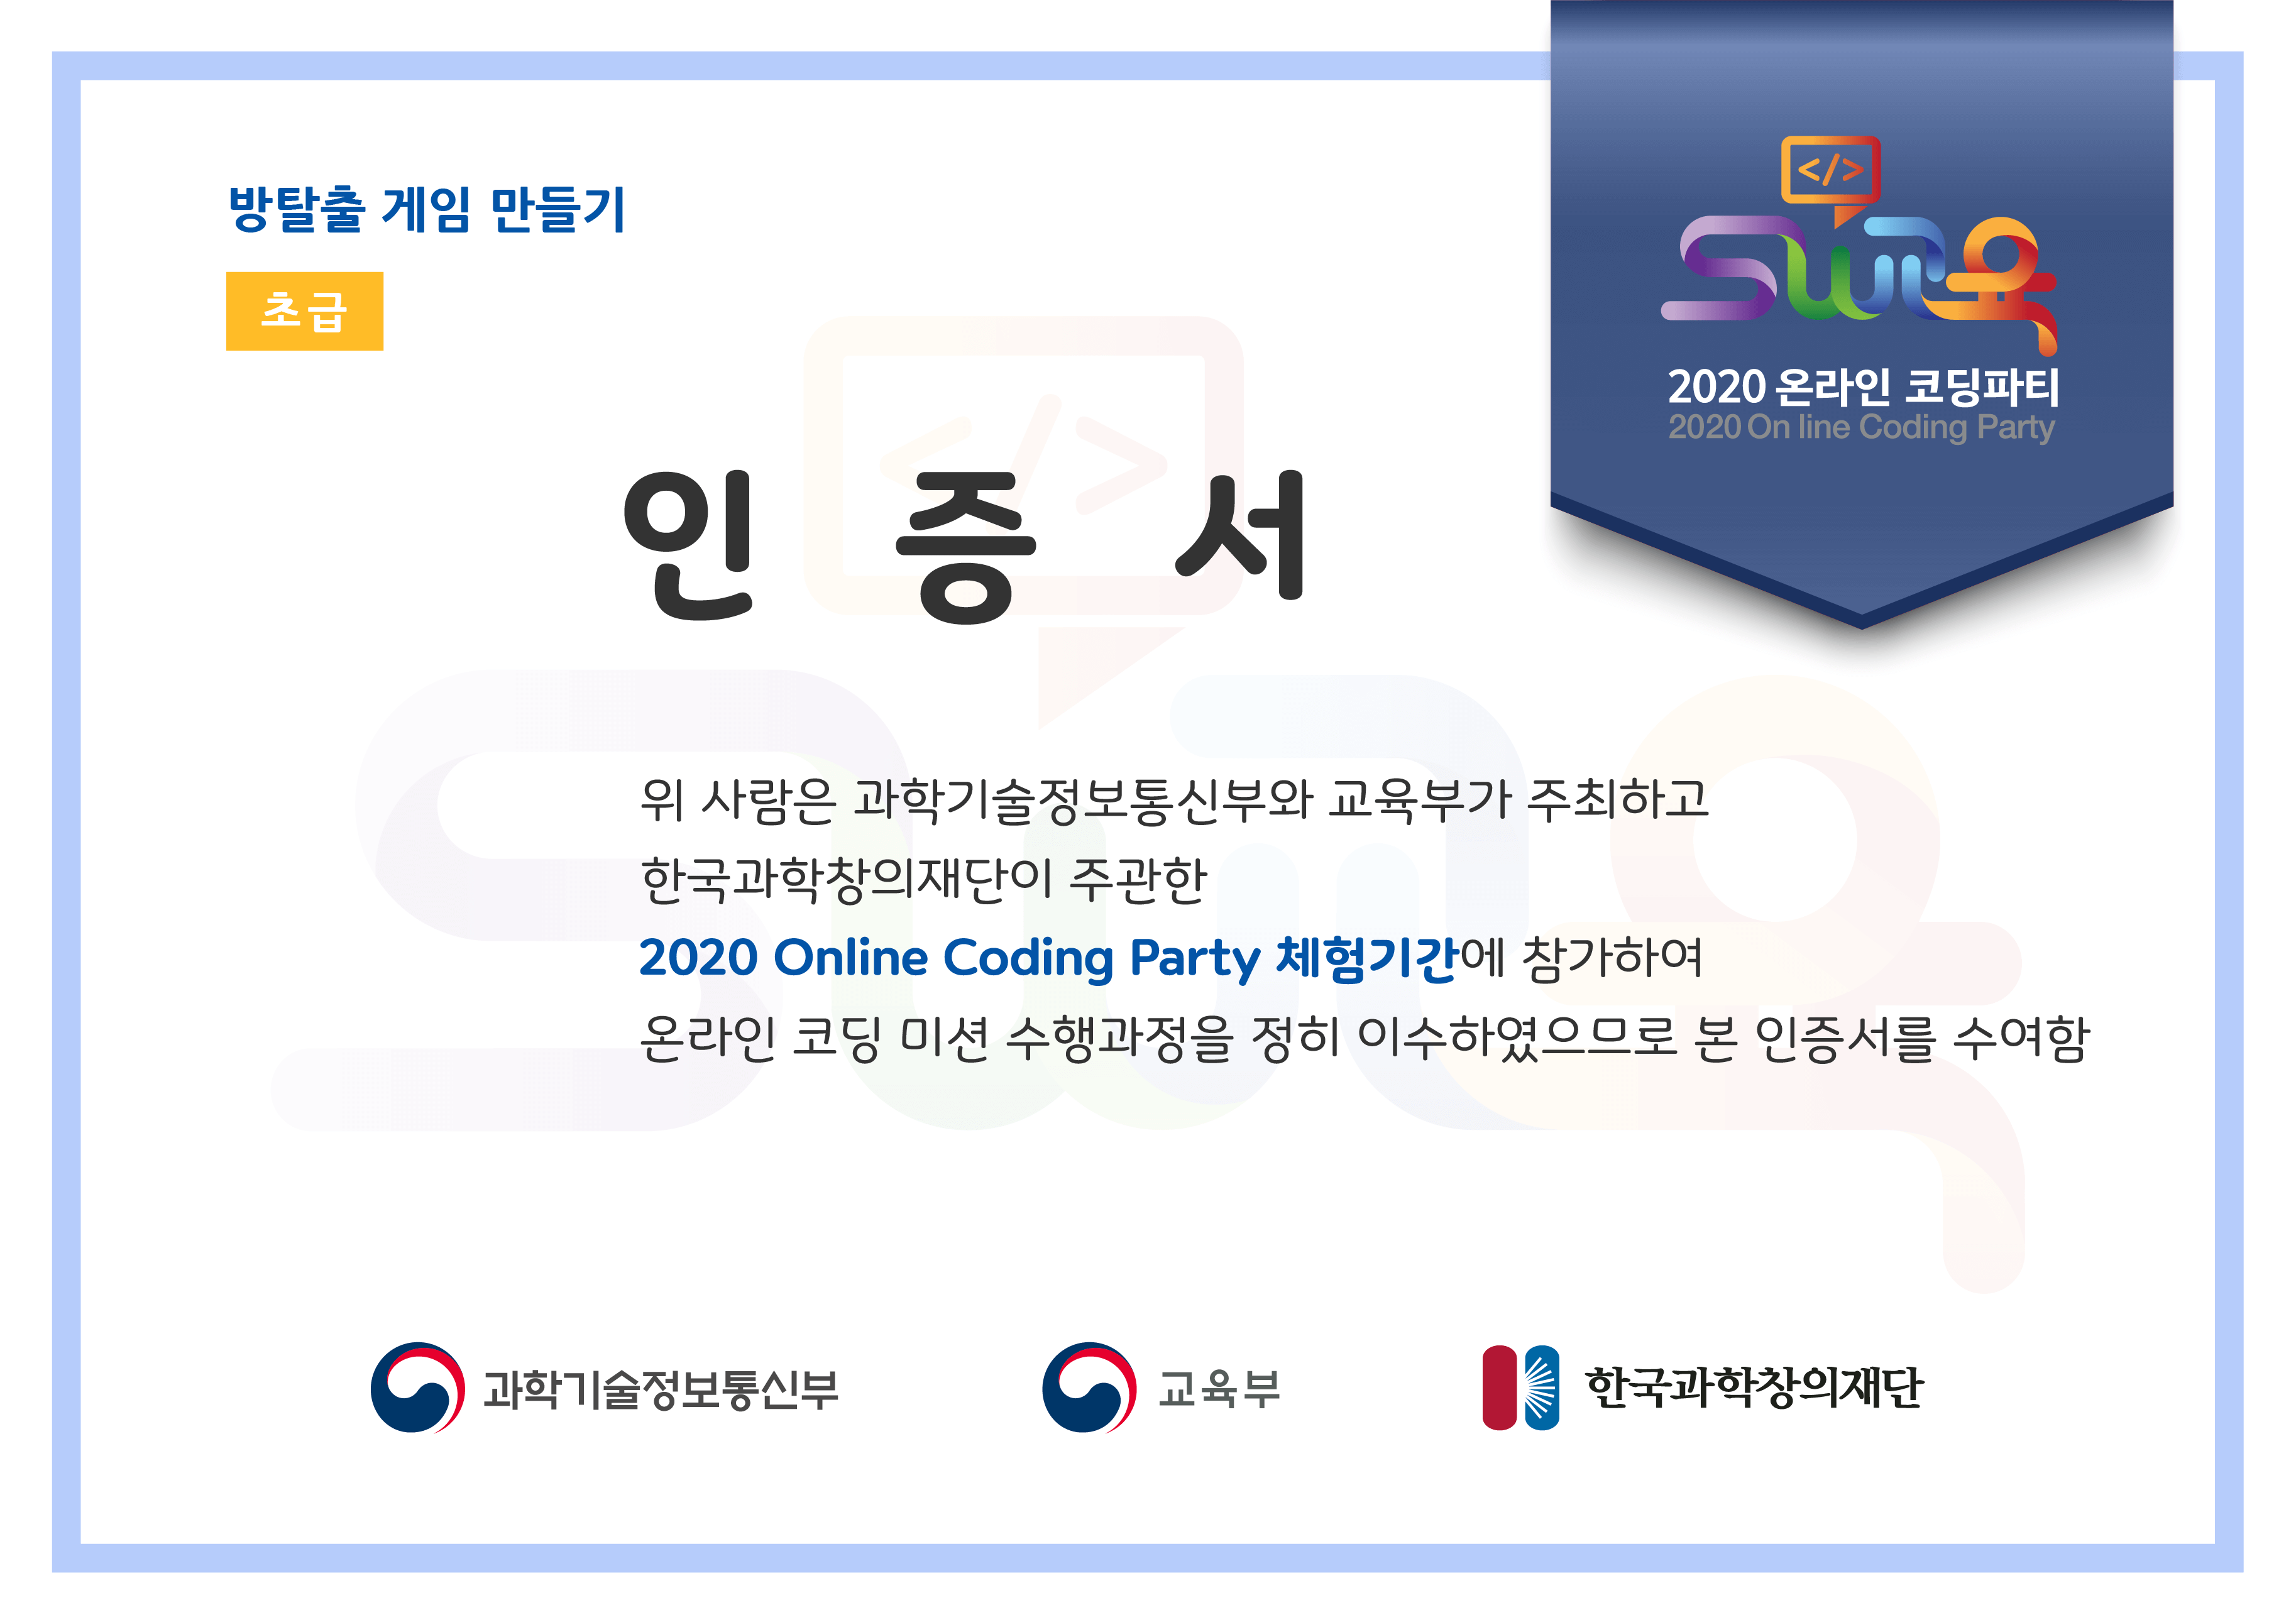 방탈출 게임 만들기
초급
</>
SW교육
2020 온라인 코딩파티
2020 On line Coding Party
인 증 서
위 사람은 과학기술정보통신부와 교육부가 주최하고
한국과학창의재단이 주관한
2020 Online Coding Party 체험기간에 참가하여
온라인 코딩 미션 수행과정을 정히 이수하였으므로 본 인증서를 수여함
과학기술정보통신부
교육부
한국과학창의재단